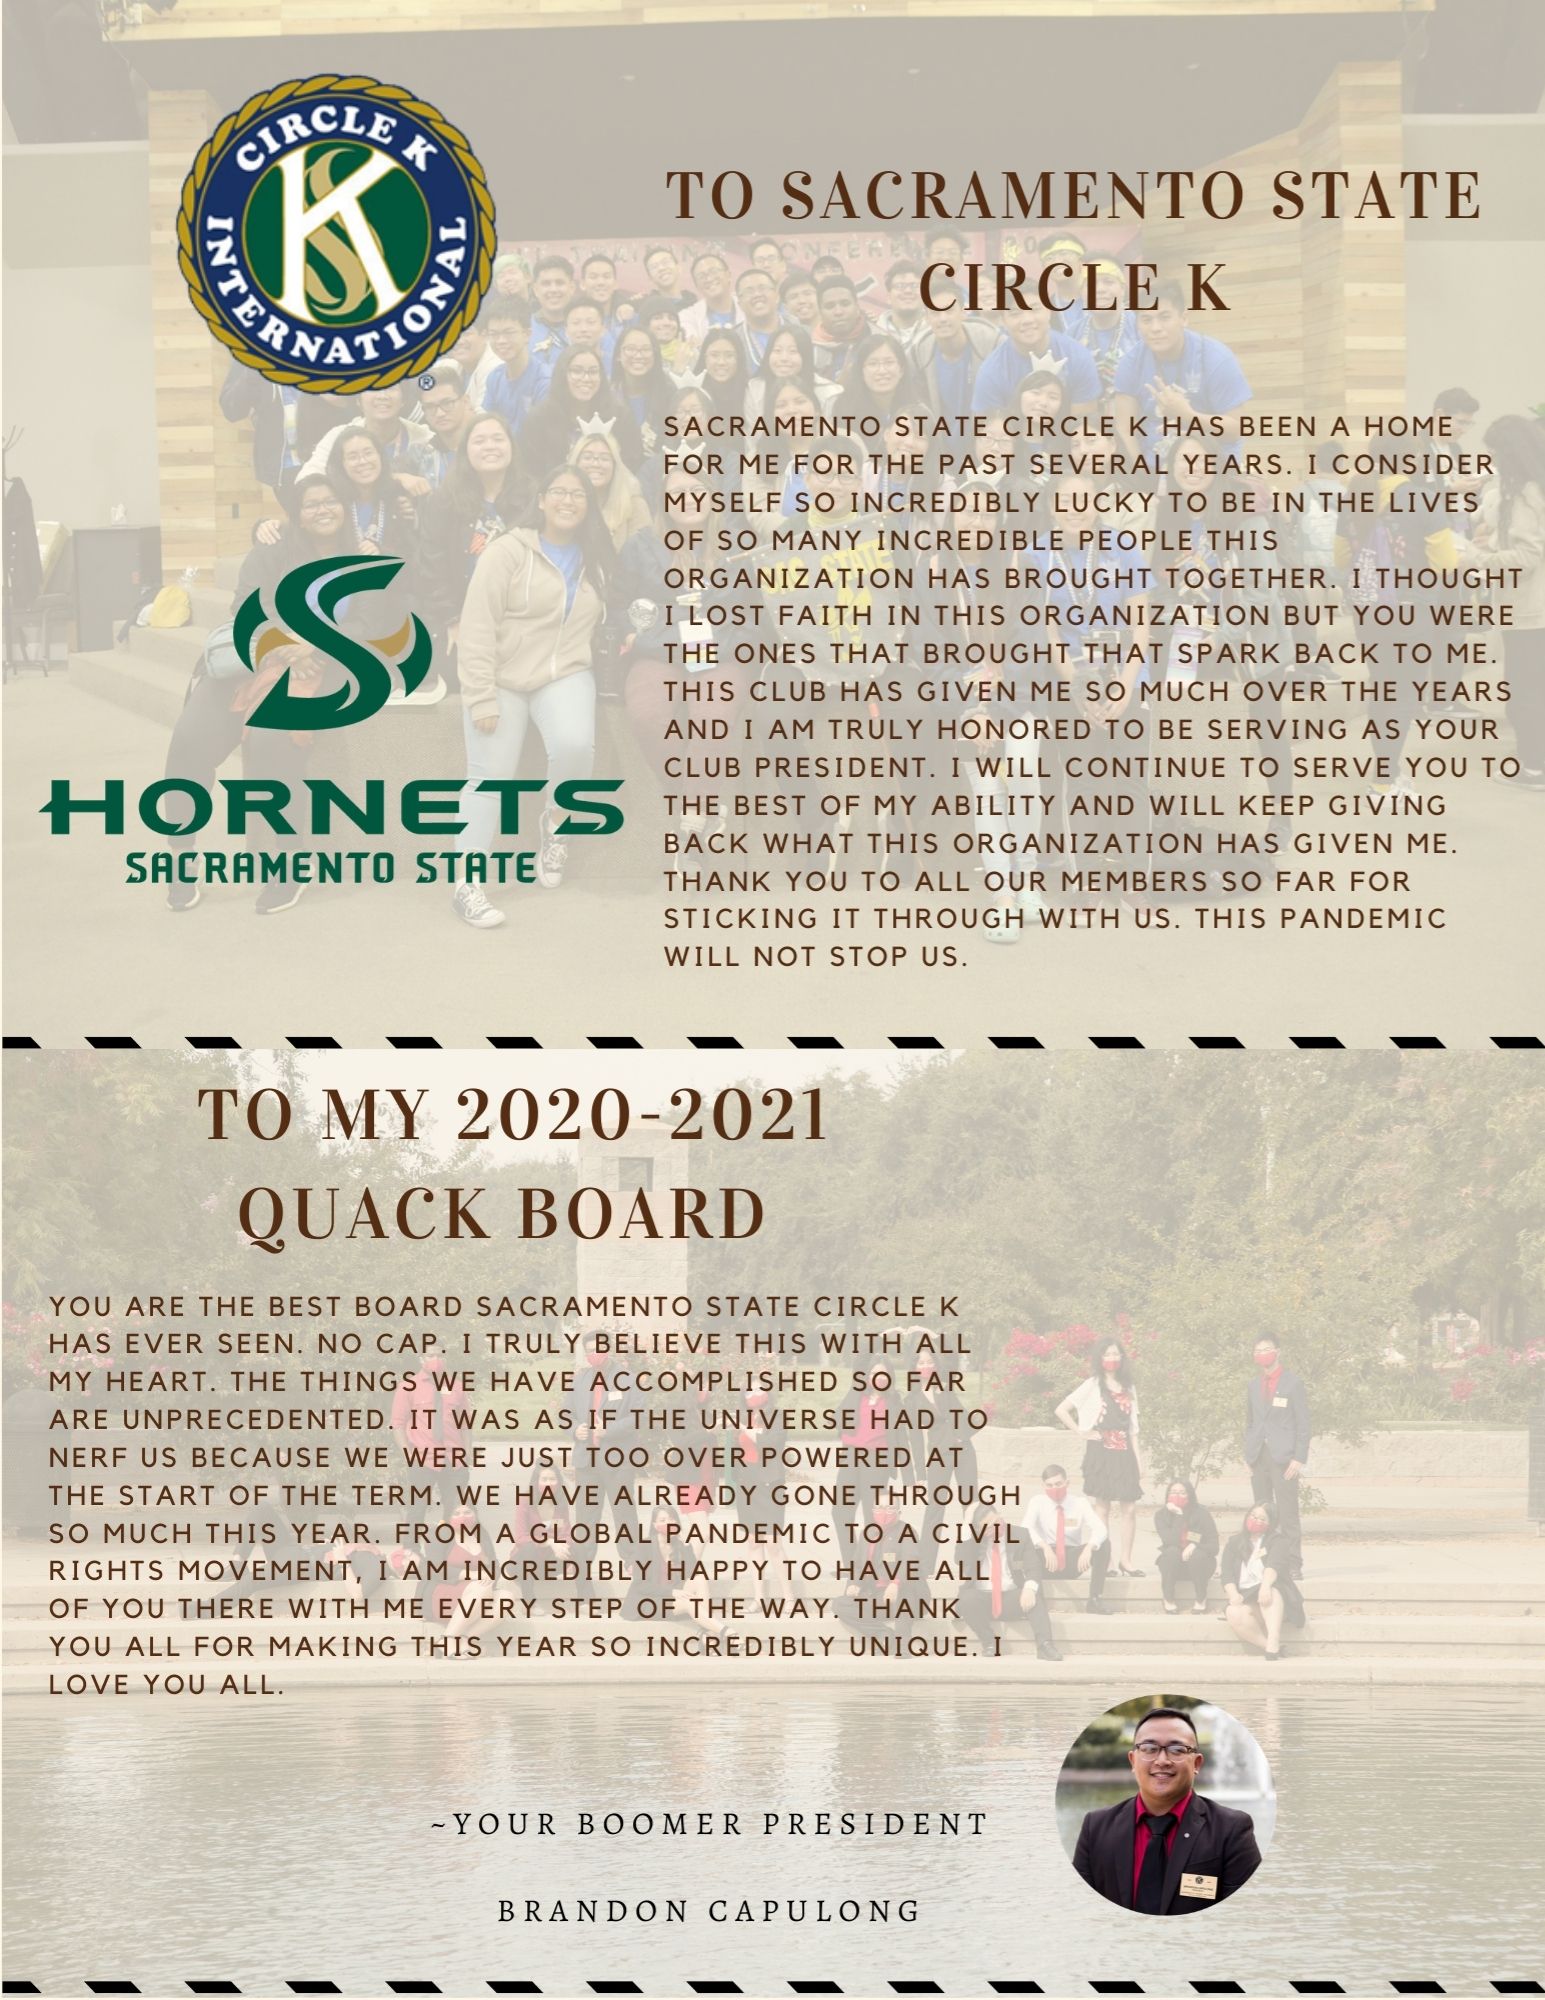 CIRCLE K
INTERNATIONAL
®
TO SACRAMENTO STATE
CIRCLE K
SACRAMENTO STATE CIRCLE K HAS BEEN A HOME
FOR ME FOR THE PAST SEVERAL YEARS. I CONSIDER
MYSELF SO INCREDIBLY LUCKY TO BE IN THE LIVES
OF SO MANY INCREDIBLE PEOPLE THIS
ORGANIZATION HAS BROUGHT TOGETHER. I THOUGHT
I LOST FAITH IN THIS ORGANIZATION BUT YOU WERE
THE ONES THAT BROUGHT THAT SPARK BACK TO ME.
THIS CLUB HAS GIVEN ME SO MUCH OVER THE YEARS
AND I AM TRULY HONORED TO BE SERVING AS YOUR
CLUB PRESIDENT. I WILL CONTINUE TO SERVE YOU TO
THE BEST OF MY ABILITY AND WILL KEEP GIVING
BACK WHAT THIS ORGANIZATION HAS GIVEN ME.
THANK YOU TO ALL OUR MEMBERS SO FAR FOR
STICKING IT THROUGH WITH US. THIS PANDEMIC
WILL NOT STOP US.
HORNETS
SACRAMENTO STATE
TO MY 2020-2021
QUACK BOARD
YOU ARE THE BEST BOARD SACRAMENTO STATE CIRCLE K
HAS EVER SEEN. NO CAP. I TRULY BELIEVE THIS WITH ALL
MY HEART. THE THINGS WE HAVE ACCOMPLISHED SO FAR
ARE UNPRECEDENTED. IT WAS AS IF THE UNIVERSE HAD TO
NERF US BECAUSE WE WERE JUST TOO OVER POWERED AT
THE START OF THE TERM. WE HAVE ALREADY GONE THROUGH
SO MUCH THIS YEAR. FROM A GLOBAL PANDEMIC TO A CIVIL
RIGHTS MOVEMENT, I AM INCREDIBLY HAPPY TO HAVE ALL
OF YOU THERE WITH ME EVERY STEP OF THE WAY. THANK
YOU ALL FOR MAKING THIS YEAR SO INCREDIBLY UNIQUE. I
LOVE YOU ALL.
~YOUR BOOMER PRESIDENT
BRANDON CAPULONG